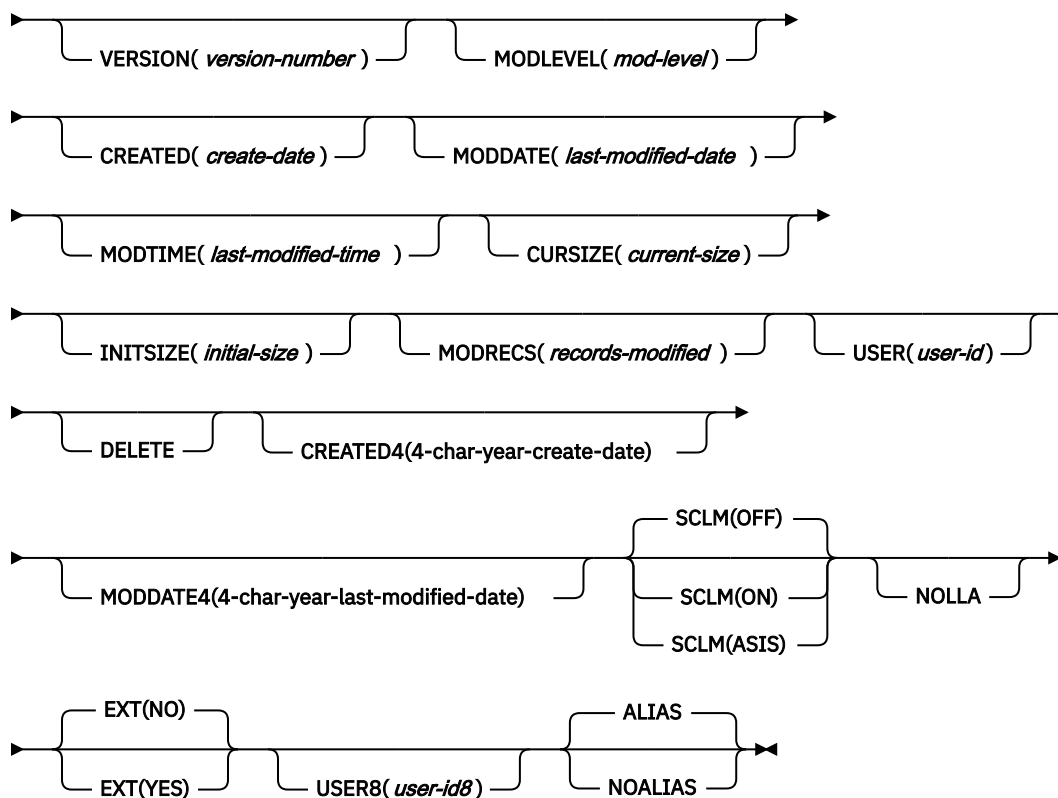 VERSION( version-number ) MODLEVEL( mod-level )
CREATED( create-date ) MODDATE( last-modified-date )
MODTIME( last-modified-time ) CURSIZE( current-size )
INITSIZE( initial-size ) MODRECS( records-modified ) USER( user-id )
DELETE CREATED4(4-char-year-create-date)
SCLM(OFF)
MODDATE4(4-char-year-last-modified-date) SCLM(ON) NOLLA
SCLM(ASIS)
EXT(NO) ALIAS
EXT(YES) USER8( user-id8 ) NOALIAS